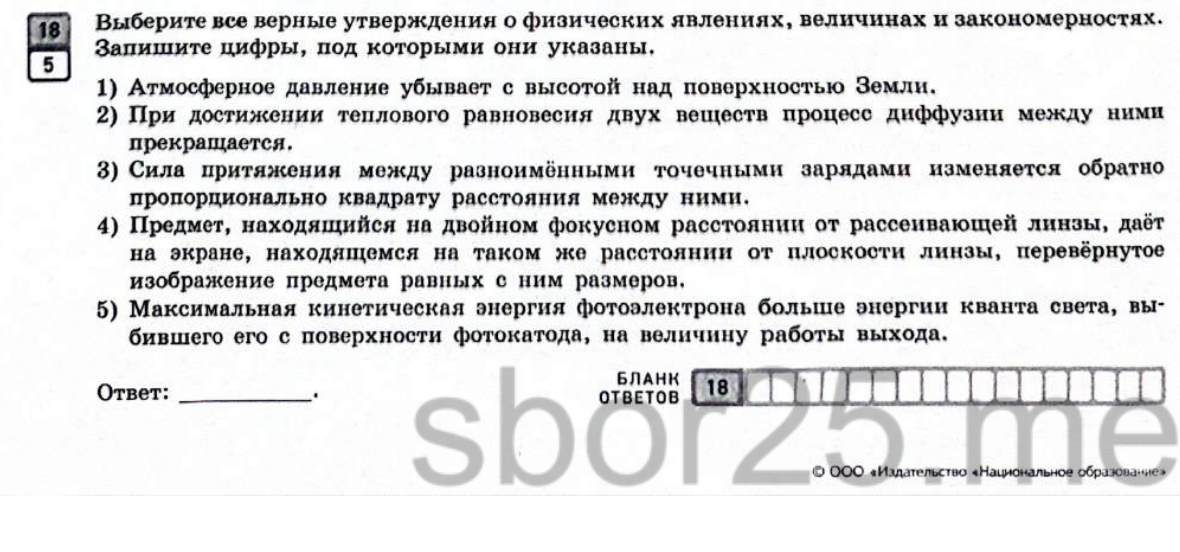 18
5
Выберите все верные утверждения о физических явлениях, величинах и закономерностях.
Запишите цифры, под которыми они указаны.
1) Атмосферное давление убывает с высотой над поверхностью Земли.
2) При достижении теплового равновесия двух веществ процесс диффузии между ними
прекращается.
3) Сила притяжения между разноимёнными точечными зарядами изменяется обратно
пропорционально квадрату расстояния между ними.
4) Предмет, находящийся на двойном фокусном расстоянии от рассеивающей линзы, даёт
на экране, находящемся на таком же расстоянии от плоскости линзы, перевёрнутое
изображение предмета равных с ним размеров.
5) Максимальная кинетическая энергия фотоэлектрона больше энергии кванта света, вы-
бившего его с поверхности фотокатода, на величину работы выхода.
Ответ: ___________.
БЛАНК
ОТВЕТОВ
18
sbor25.me
© ООО «Издательство «Национальное образование»